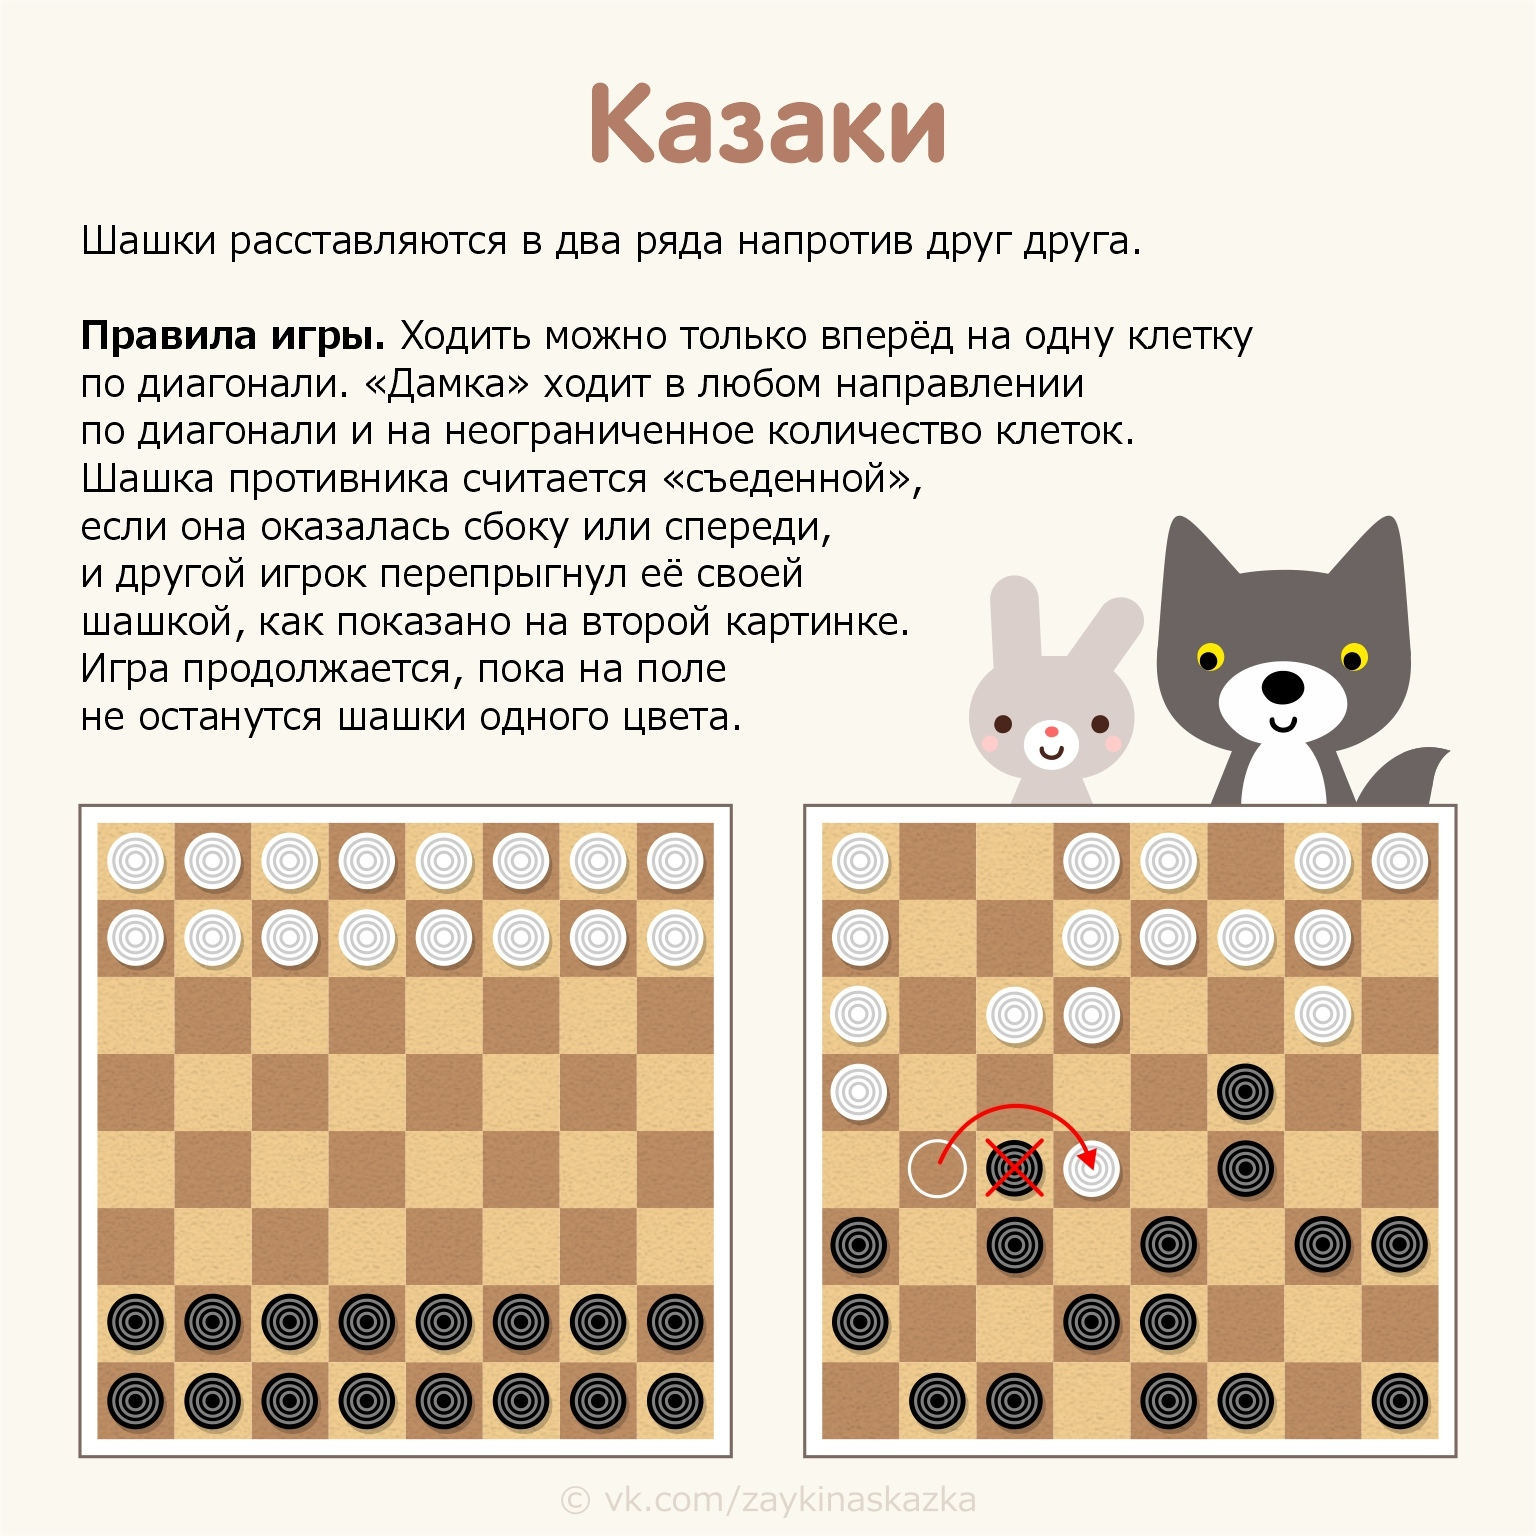 Казаки
Шашки расставляются в два ряда напротив друг друга.
Правила игры. Ходить можно только вперёд на одну клетку
по диагонали. «Дамка» ходит в любом направлении
по диагонали и на неограниченное количество клеток.
Шашка противника считается «съеденной»,
если она оказалась сбоку или спереди,
и другой игрок перепрыгнул её своей
шашкой, как показано на второй картинке.
Игра продолжается, пока на поле
не останутся шашки одного цвета.
© vk.com/zaykinaskazka